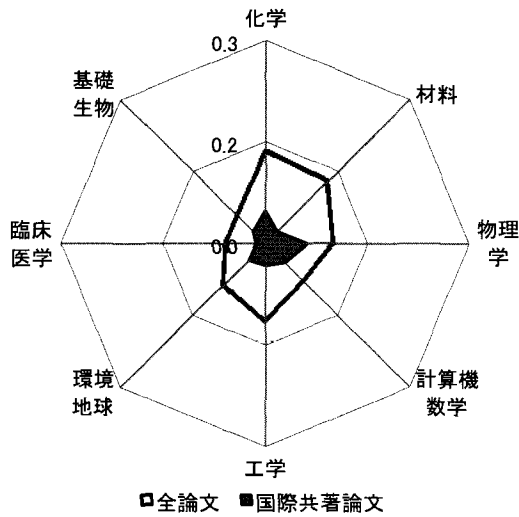 化学
0.3
基礎
生物
材料
0.2
臨床
医学
0.0
物理
学
環境
地球
計算機
数学
工学
全論文 国際共著論文